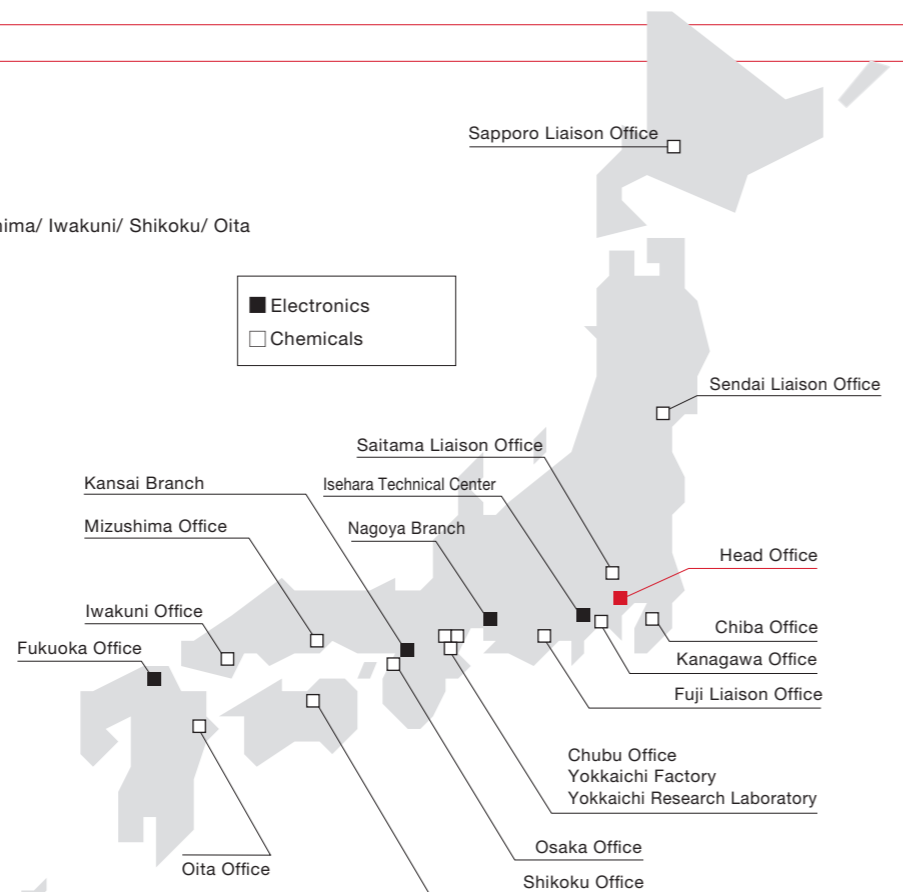 Sapporo Liaison Office
Iwakuni/ Shikoku/ Oita
Electronics
Chemicals
Sendai Liaison Office
Saitama Liaison Office
Kansai Branch
Isehara Technical Center
Mizushima Office
Nagoya Branch
Head Office
Iwakuni Office
Chiba Office
Fukuoka Office
Kanagawa Office
Fuji Liaison Office
Chubu Office
Yokkaichi Factory
Yokkaichi Research Laboratory
Osaka Office
Oita Office
Shikoku Office